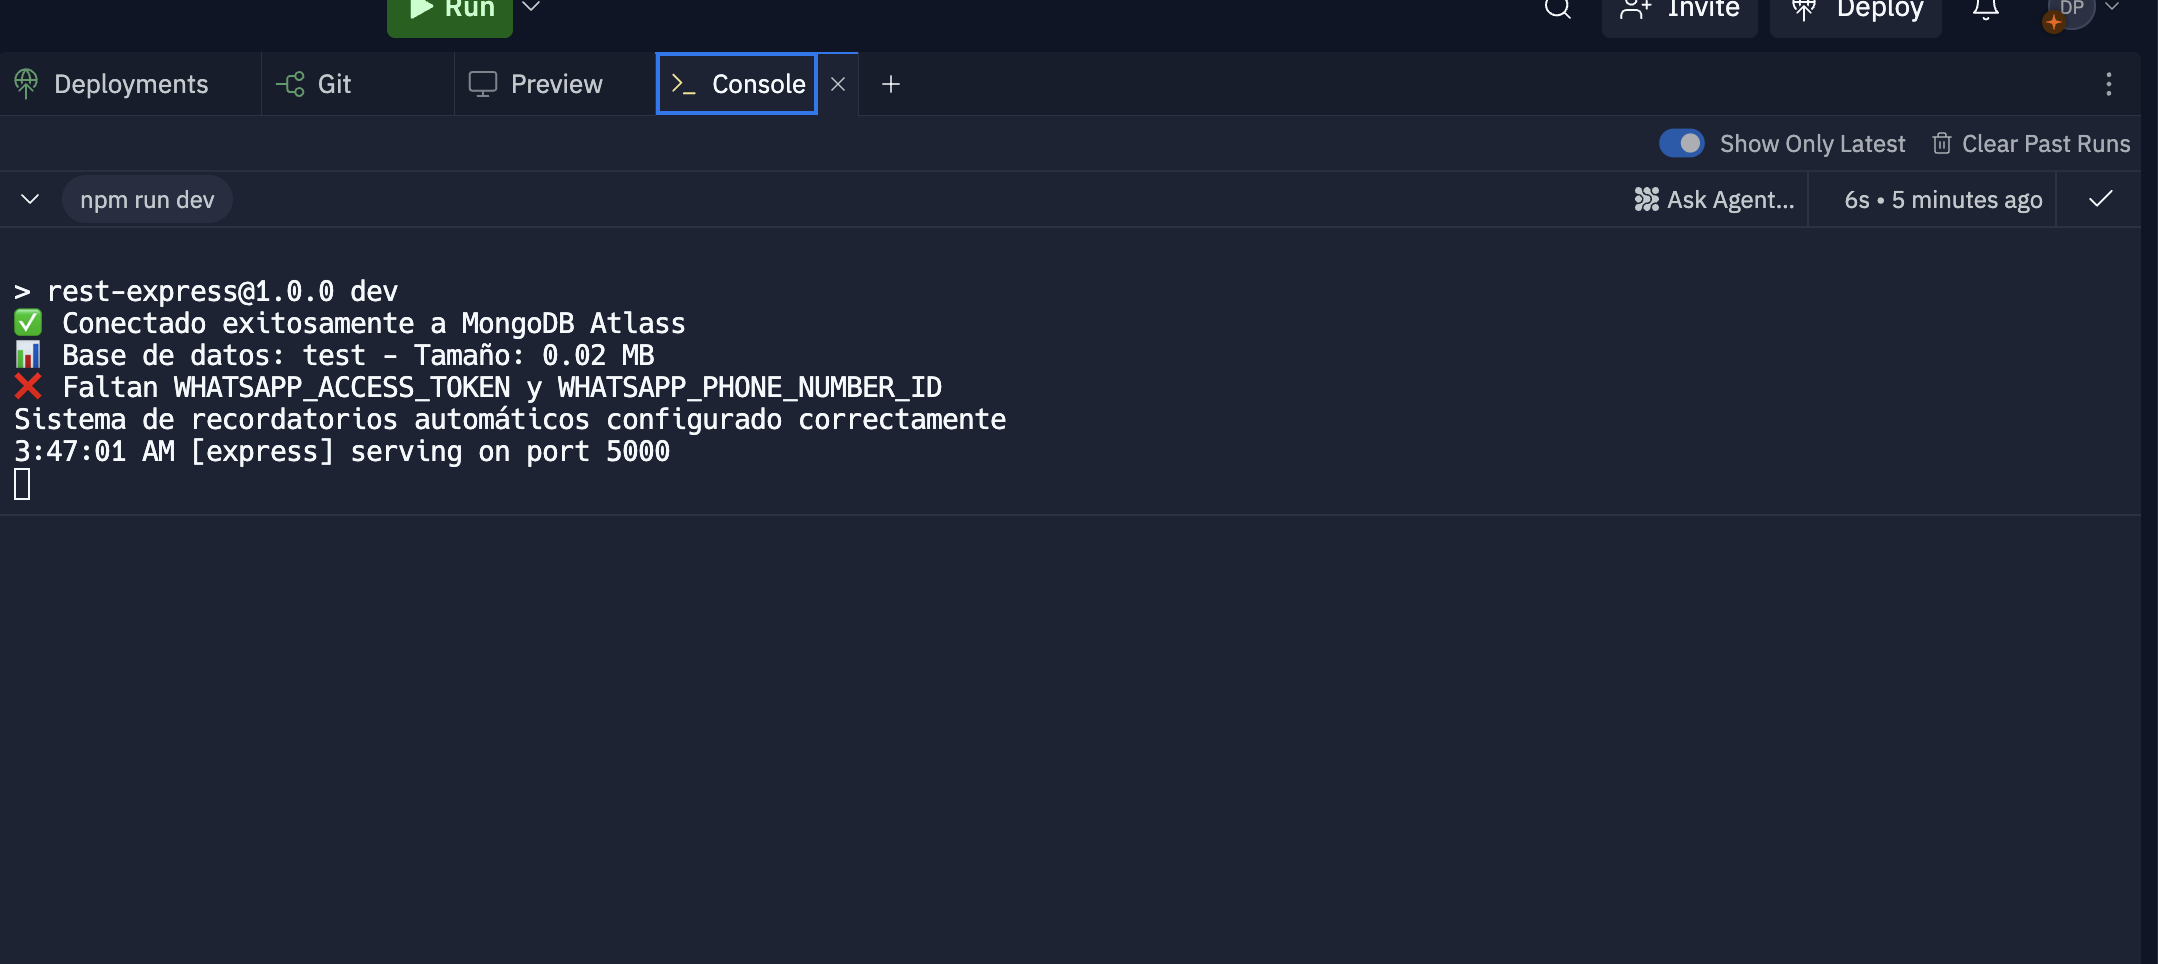 Run
Invite
Deploy
DP
Deployments
Git
Preview
Console
Show Only Latest
Clear Past Runs
npm run dev
Ask Agent...
6s • 5 minutes ago
> rest-express@1.0.0 dev
✅ Conectado exitosamente a MongoDB Atlass
📊 Base de datos: test - Tamaño: 0.02 MB
❌ Faltan WHATSAPP_ACCESS_TOKEN y WHATSAPP_PHONE_NUMBER_ID
Sistema de recordatorios automáticos configurado correctamente
3:47:01 AM [express] serving on port 5000